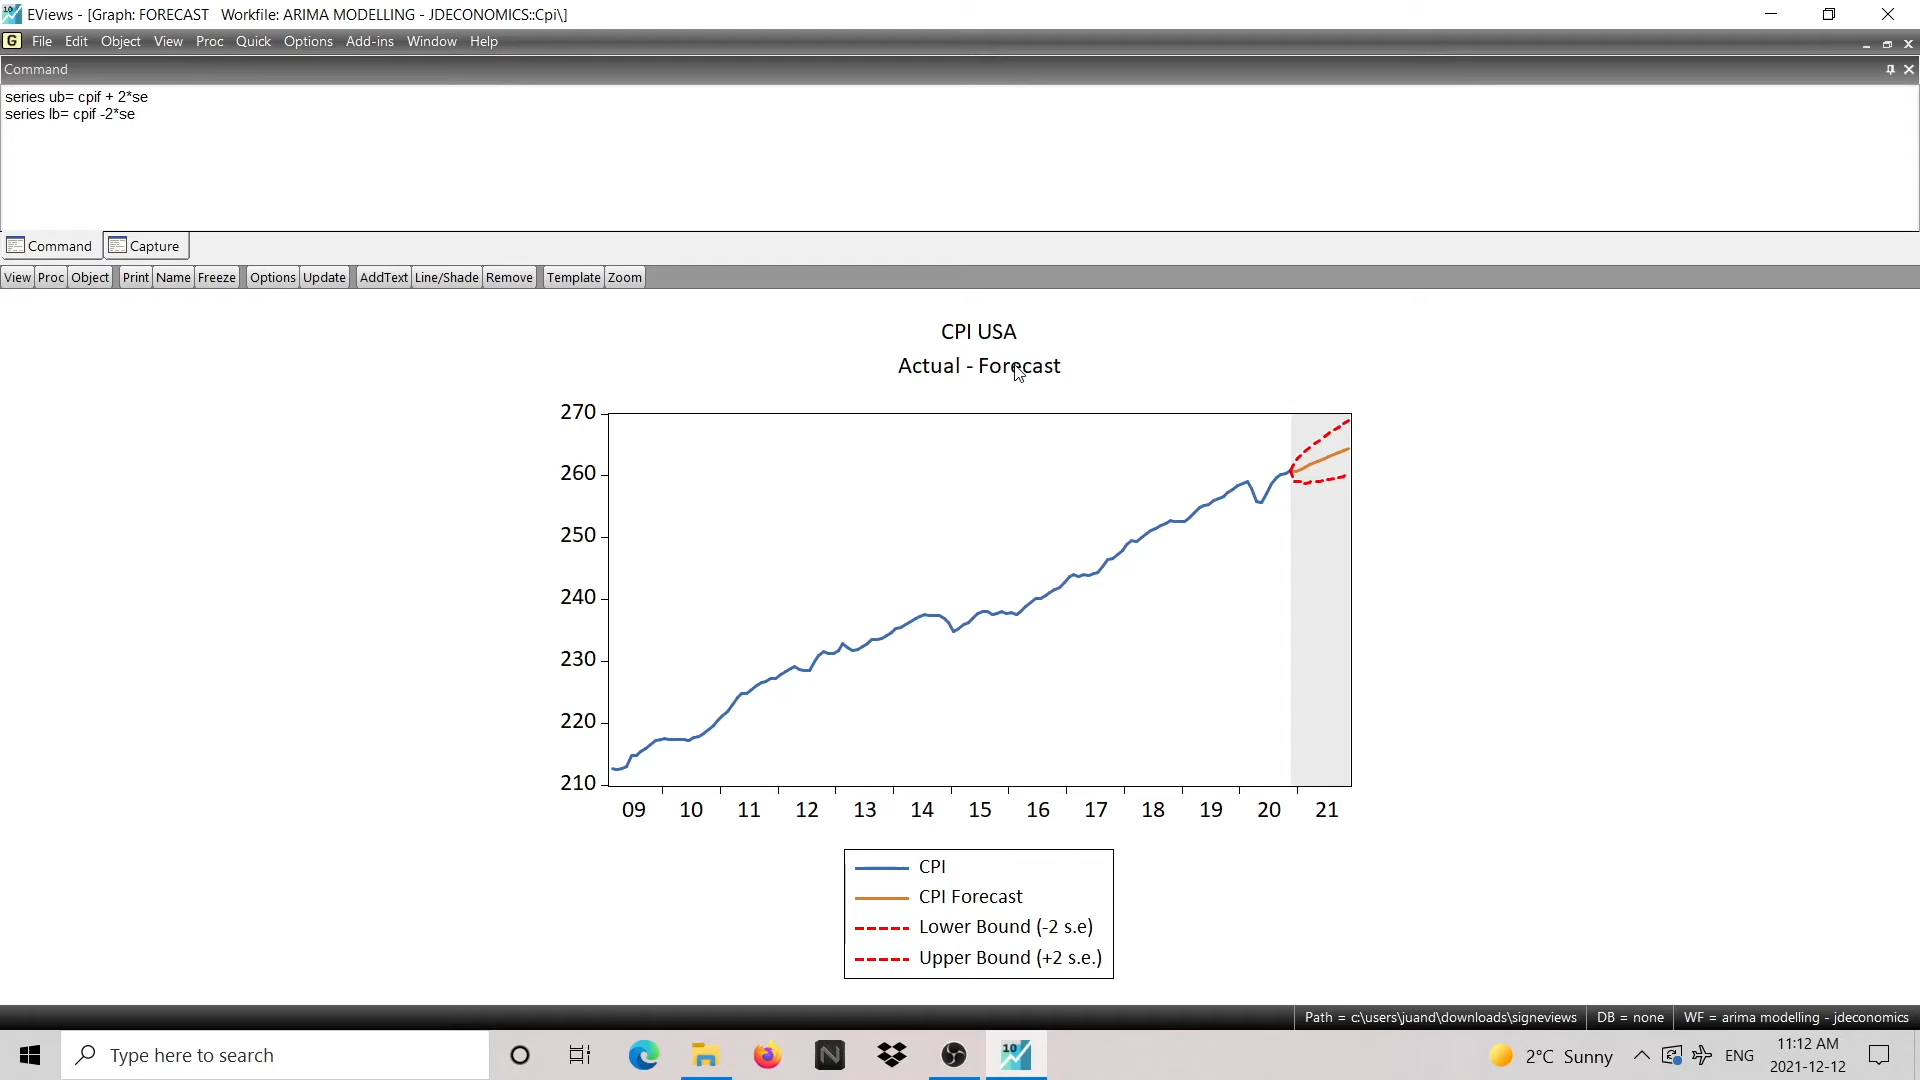 EViews - [Graph: FORECAST   Workfile: ARIMA MODELLING - JDECONOMICS::Cpi\]
G File Edit Object View Proc Quick Options Add-ins Window Help
Command
series ub= cpif + 2*se
series lb= cpif -2*se
Command Capture
View Proc Object Print Name Freeze Options Update AddText Line/Shade Remove Template Zoom
CPI USA
Actual - Forecast
270
260
250
240
230
220
210
09 10 11 12 13 14 15 16 17 18 19 20 21
CPI
CPI Forecast
Lower Bound (-2 s.e)
Upper Bound (+2 s.e.)
Path = c:\users\juand\downloads\signeviews DB = none WF = arima modelling - jdeconomics
Type here to search
N
10
2°C Sunny
ENG
11:12 AM
2021-12-12